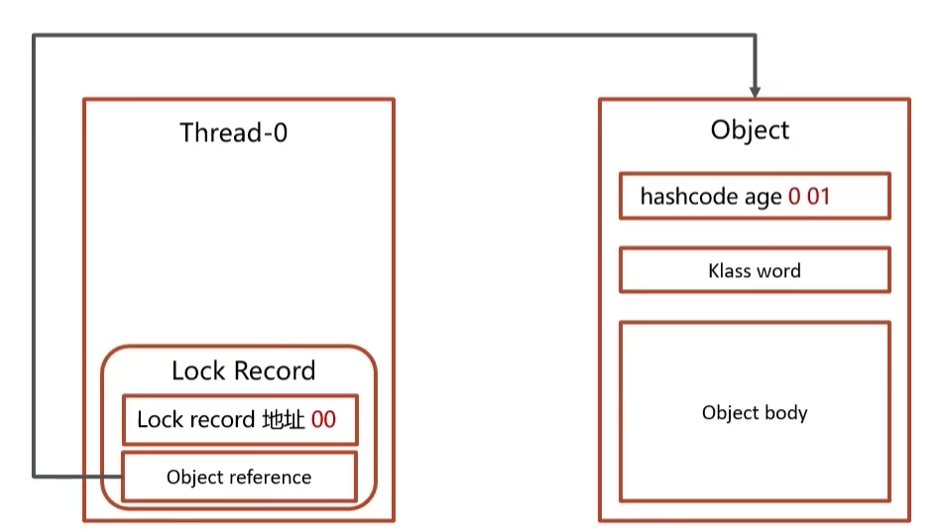 Thread-0
Lock Record
Lock record 地址 00
Object reference
Object
hashcode age 0 01
Klass word
Object body